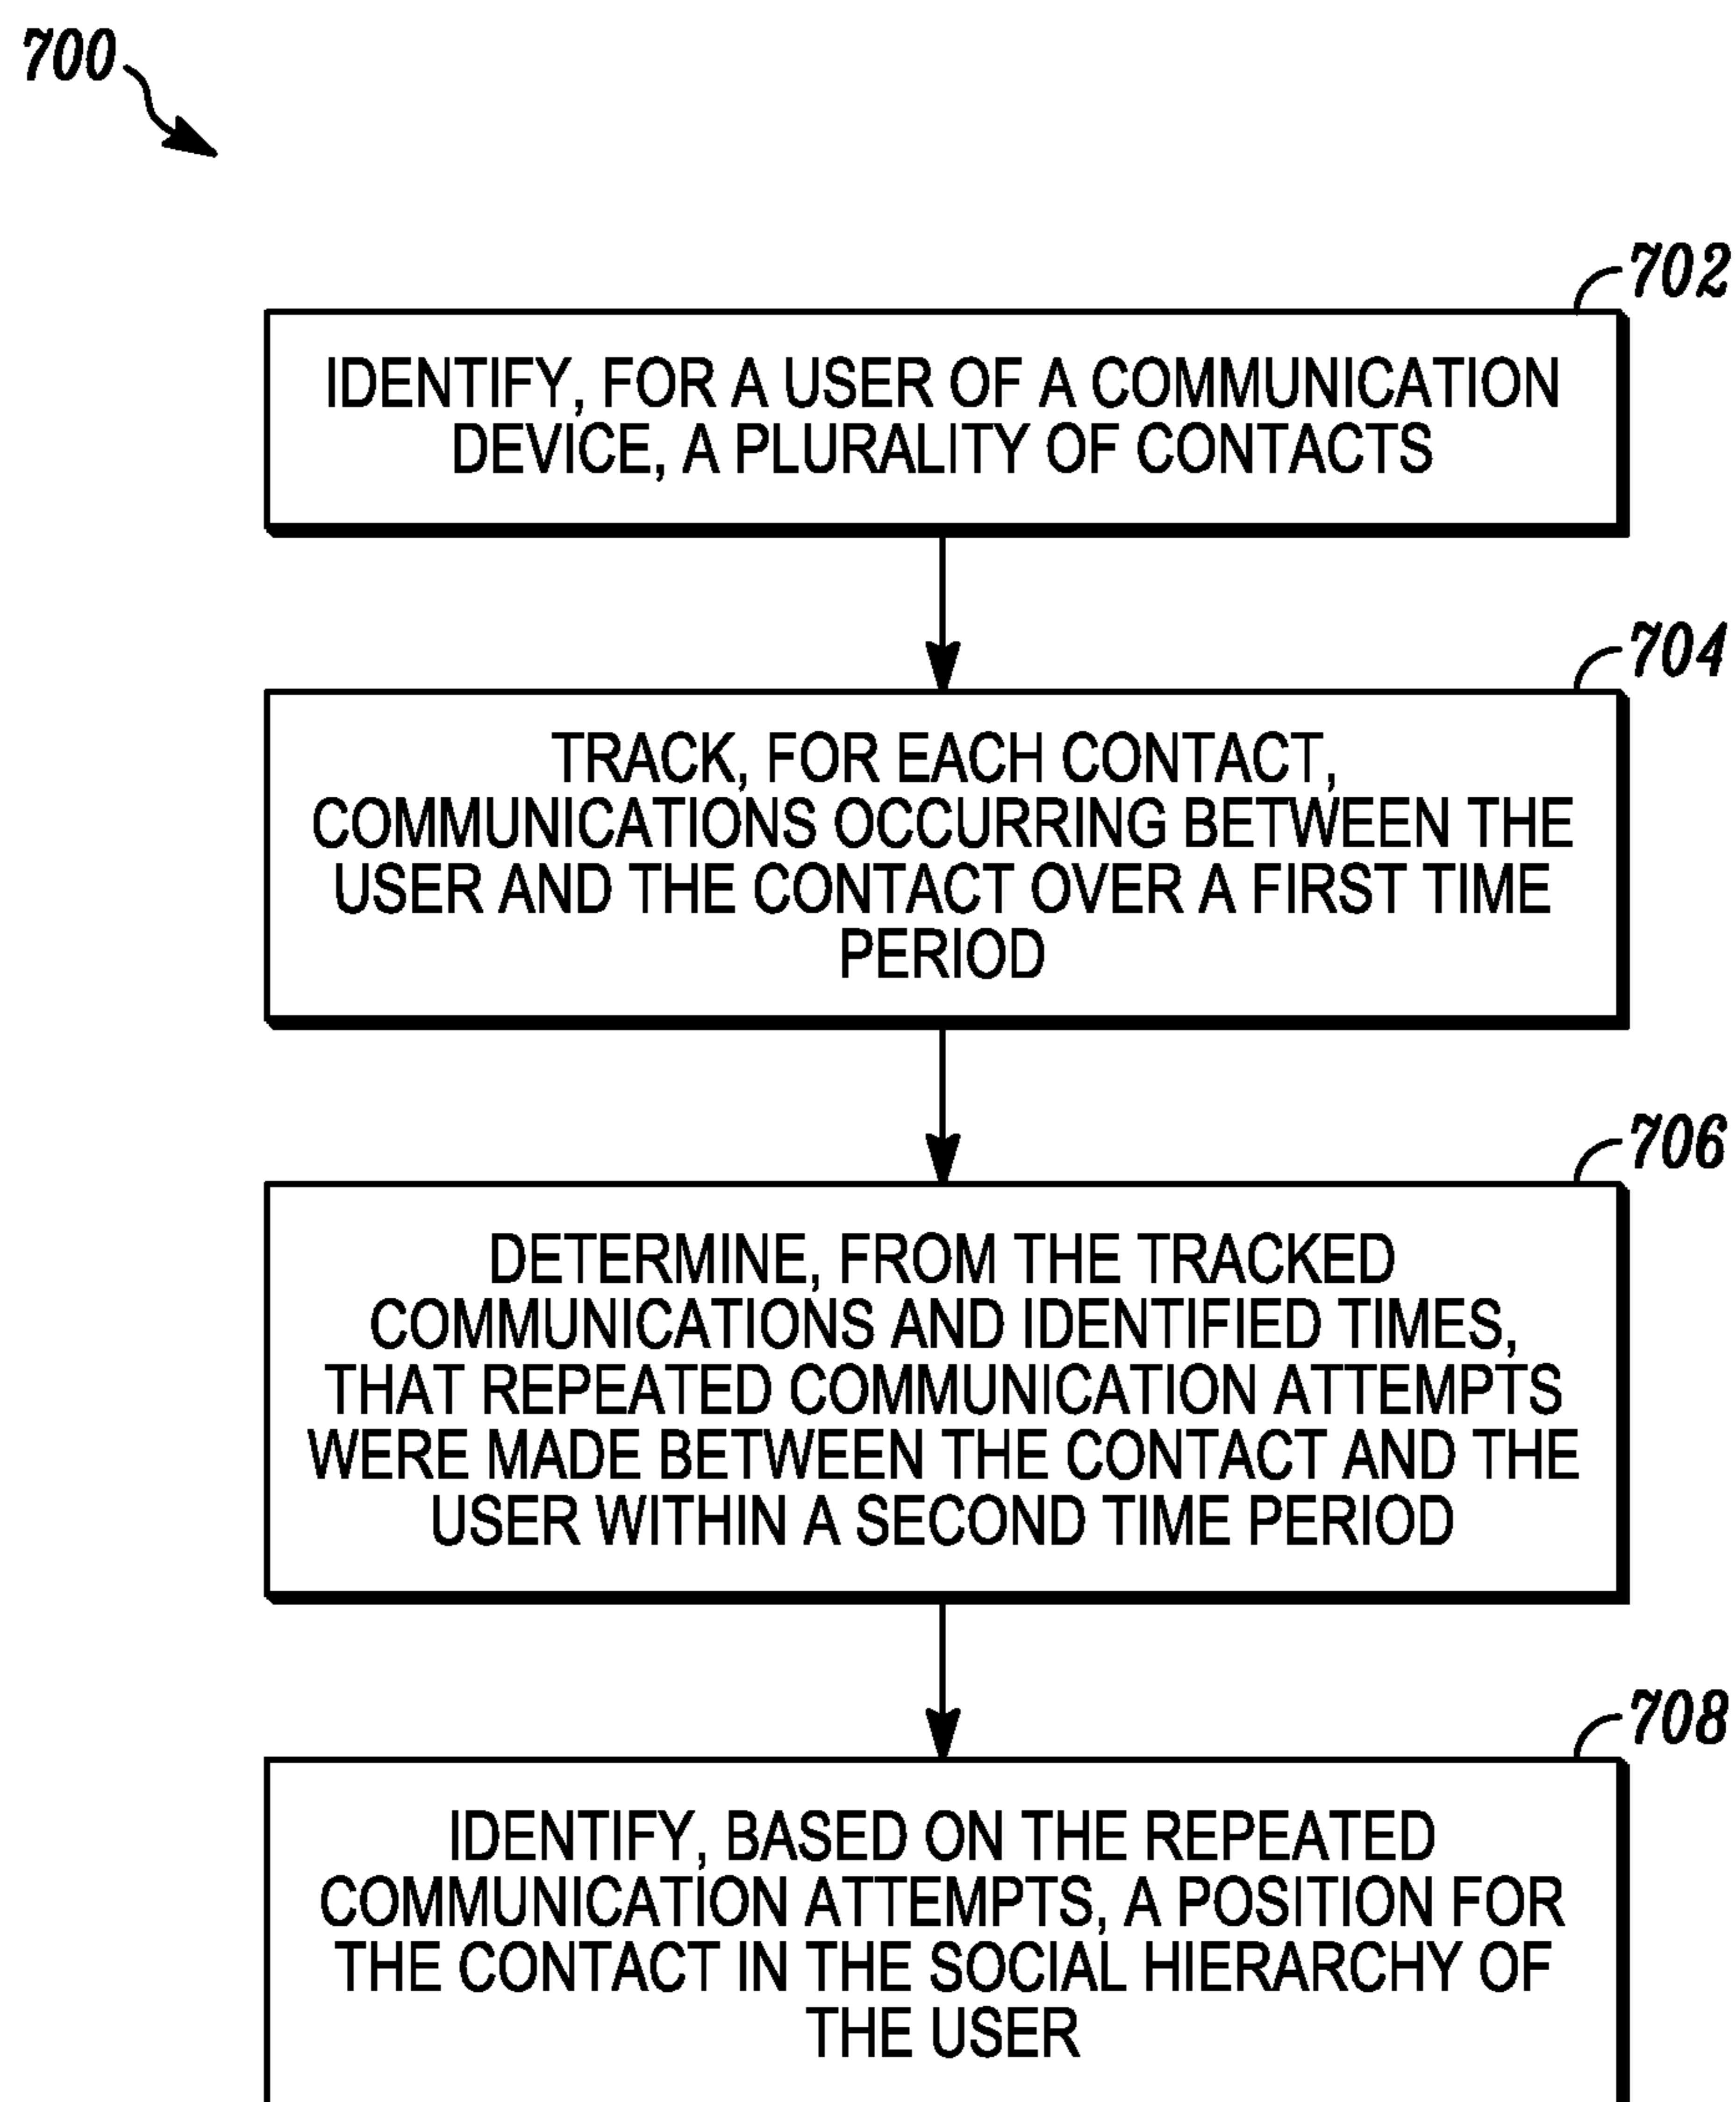 700
702
IDENTIFY, FOR A USER OF A COMMUNICATION
DEVICE, A PLURALITY OF CONTACTS
704
TRACK, FOR EACH CONTACT,
COMMUNICATIONS OCCURRING BETWEEN THE
USER AND THE CONTACT OVER A FIRST TIME
PERIOD
706
DETERMINE, FROM THE TRACKED
COMMUNICATIONS AND IDENTIFIED TIMES,
THAT REPEATED COMMUNICATION ATTEMPTS
WERE MADE BETWEEN THE CONTACT AND THE
USER WITHIN A SECOND TIME PERIOD
708
IDENTIFY, BASED ON THE REPEATED
COMMUNICATION ATTEMPTS, A POSITION FOR
THE CONTACT IN THE SOCIAL HIERARCHY OF
THE USER